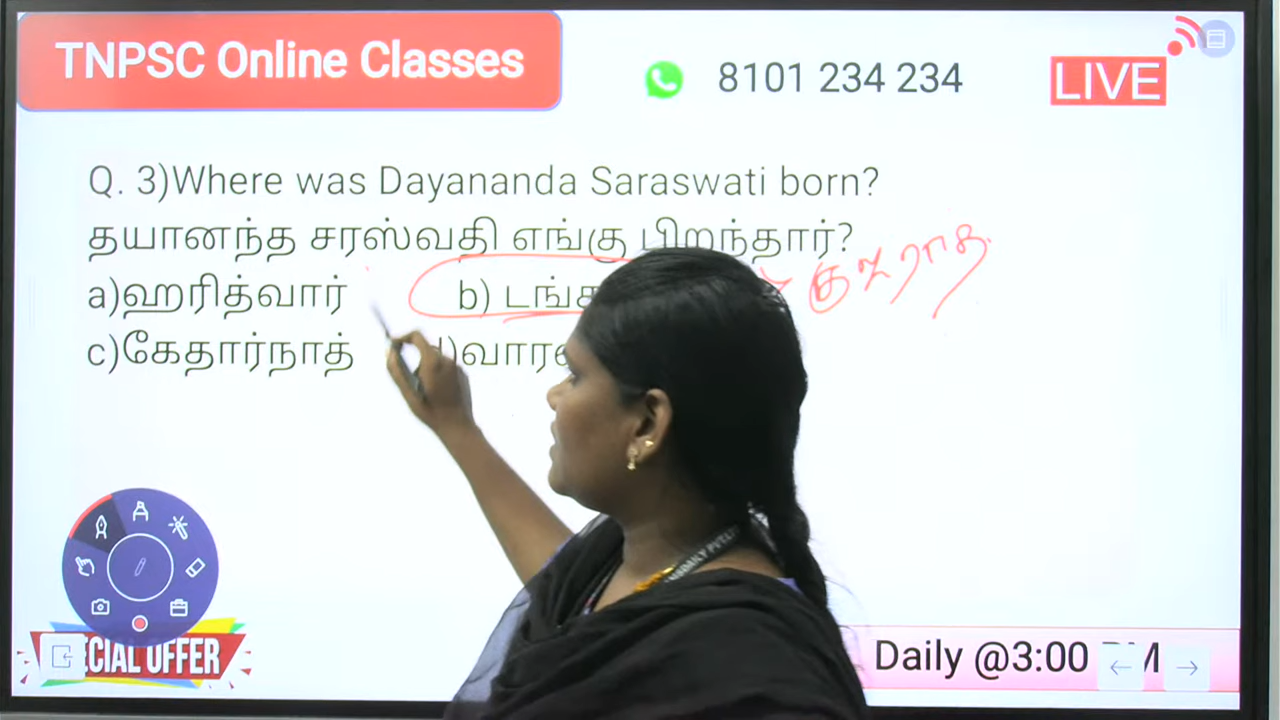 TNPSC Online Classes
8101 234 234
LIVE
Q. 3)Where was Dayananda Saraswati born?
தயானந்த சரஸ்வதி எங்கு பிறந்தார்?
a)ஹரித்வார் b)
குஜராத்
c)கேதார்நாத்
OFFER
Daily @3:00